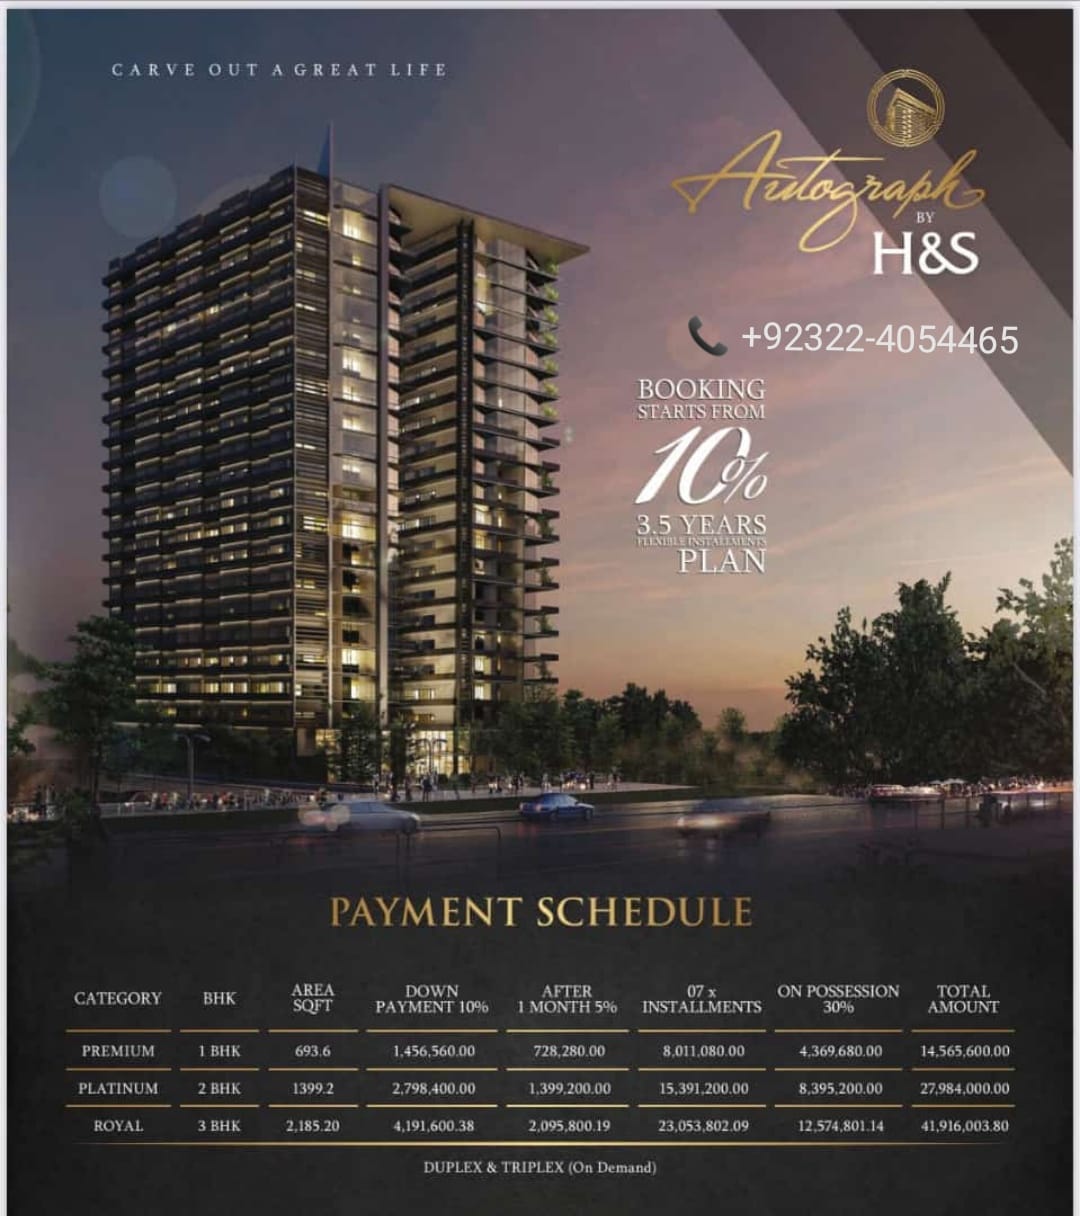 CARVE OUT A GREAT LIFE
Autograph
BY
H&S
+92322-4054465
BOOKING
STARTS FROM
10%
3.5 YEARS
FLEXIBLE INSTALLMENTS
PLAN
PAYMENT SCHEDULE
CATEGORY BHK AREA SQFT DOWN PAYMENT 10% AFTER 1 MONTH 5% 07 x INSTALLMENTS ON POSSESSION 30% TOTAL AMOUNT
PREMIUM 1 BHK 693.6 1,456,560.00 728,280.00 8,011,080.00 4,369,680.00 14,565,600.00
PLATINUM 2 BHK 1399.2 2,798,400.00 1,399,200.00 15,391,200.00 8,395,200.00 27,984,000.00
ROYAL 3 BHK 2,185.20 4,191,600.38 2,095,800.19 23,053,802.09 12,574,801.14 41,916,003.80
DUPLEX & TRIPLEX (On Demand)